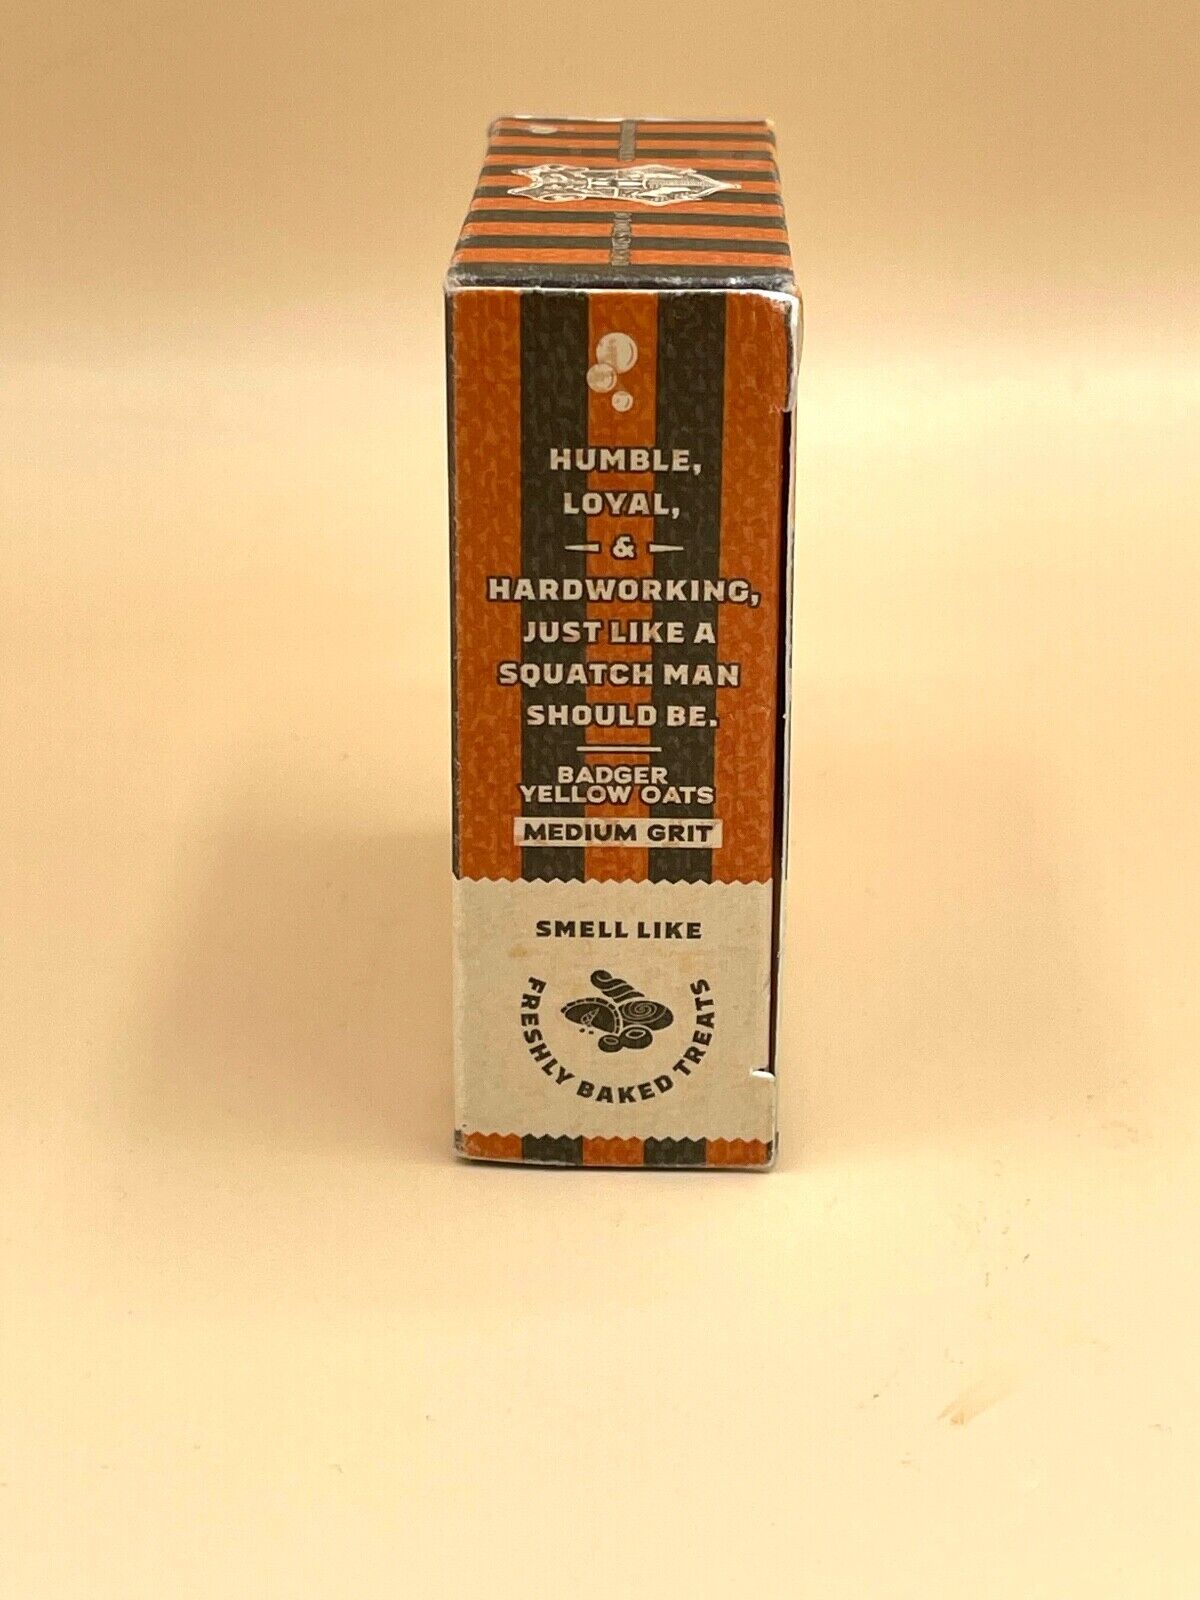 HUMBLE,
LOYAL,
&
HARDWORKING,
JUST LIKE A
SQUATCH MAN
SHOULD BE.
BADGER
YELLOW OATS
MEDIUM GRIT
SMELL LIKE
FRESHLY BAKED TREATS